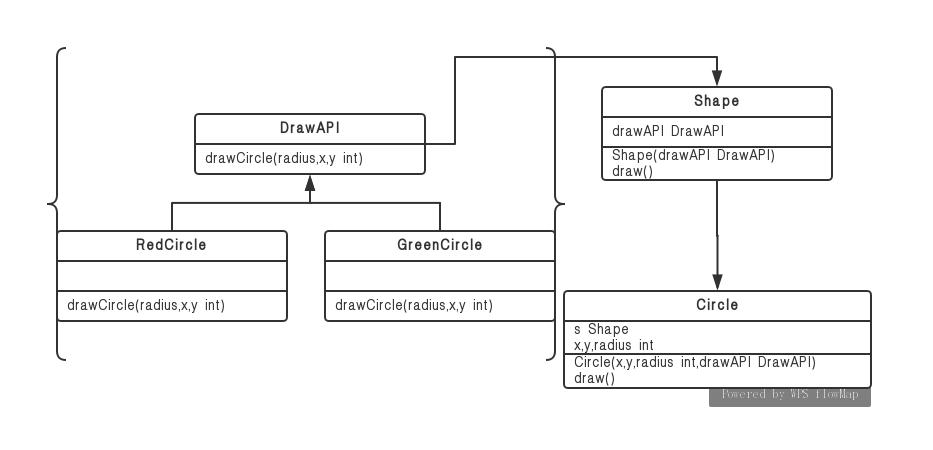 DrawAPI
drawCircle(radius,x,y int)
RedCircle
drawCircle(radius,x,y int)
GreenCircle
drawCircle(radius,x,y int)
Shape
drawAPI DrawAPI
Shape(drawAPI DrawAPI)
draw()
Circle
s Shape
x,y,radius int
Circle(x,y,radius int,drawAPI DrawAPI)
draw()
Powered by WPS flowMap